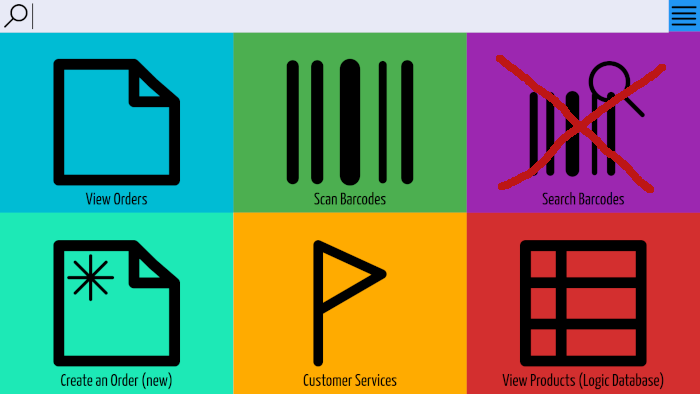 View Orders
Scan Barcodes
Search Barcodes
Create an Order (new)
Customer Services
View Products (Logic Database)